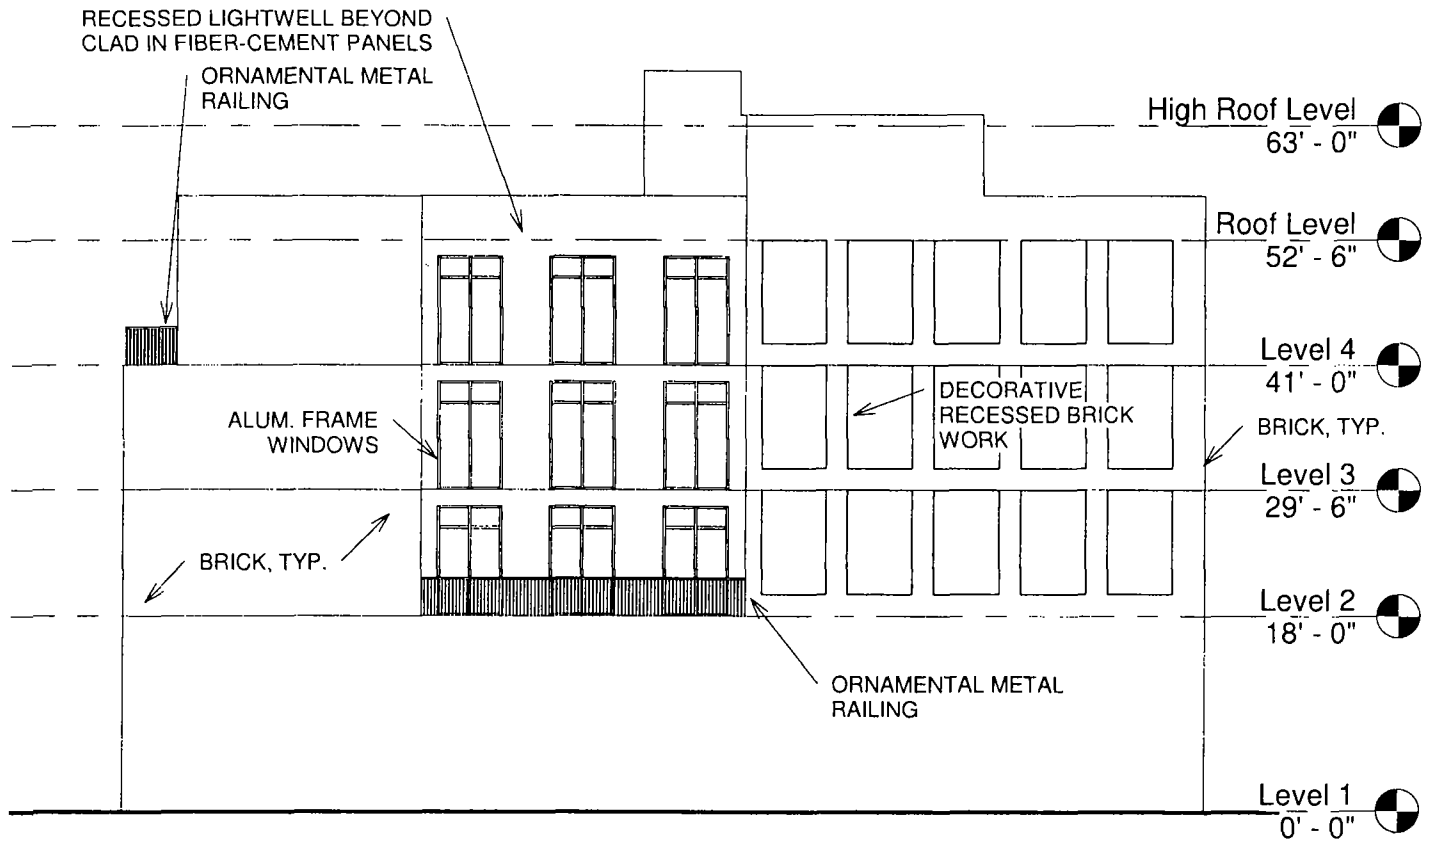 RECESSED LIGHTWELL BEYOND
CLAD IN FIBER-CEMENT PANELS
ORNAMENTAL METAL
RAILING
High Roof Level
63' - 0"
Roof Level
52' - 6"
Level 4
41' - 0"
DECORATIVE
RECESSED BRICK
WORK
ALUM. FRAME
WINDOWS
BRICK, TYP.
Level 3
29' - 6"
BRICK, TYP.
Level 2
18' - 0"
ORNAMENTAL METAL
RAILING
Level 1
0' - 0"